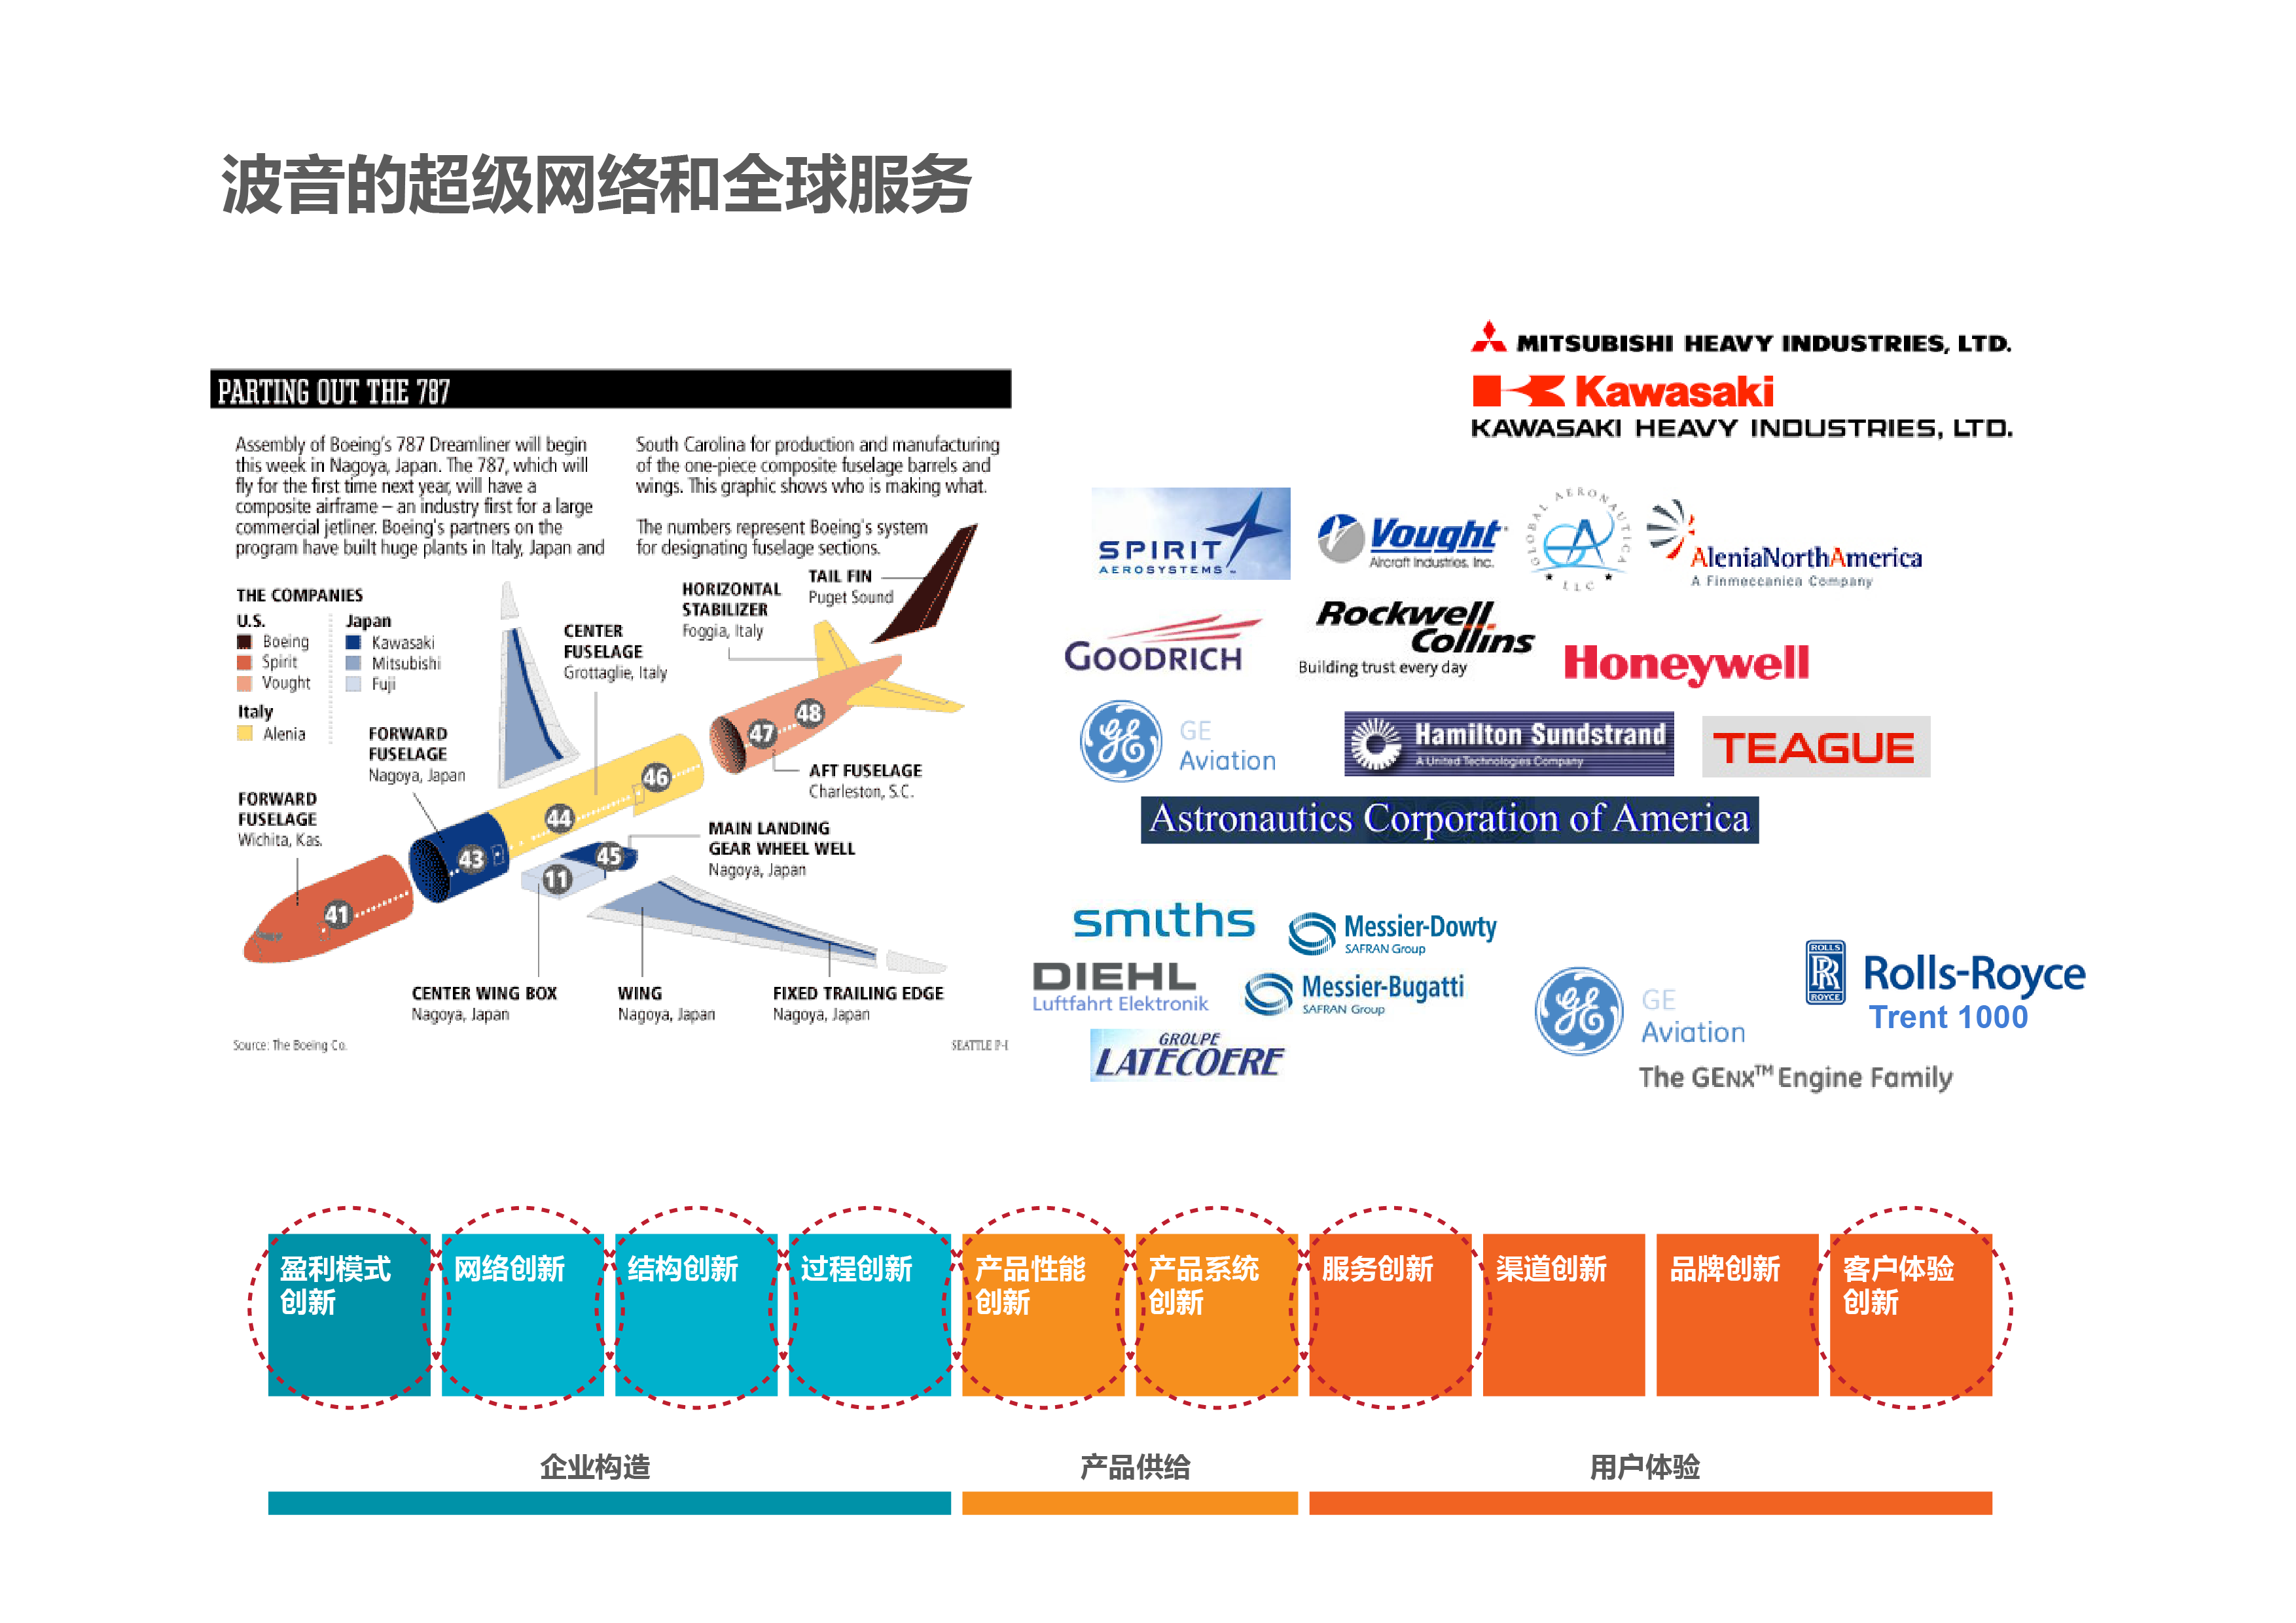 波音的超级网络和全球服务
PARTING OUT THE 787
Assembly of Boeing's 787 Dreamliner will begin
this week in Nagoya, Japan. The 787, which will
fly for the first time next year, will have a
composite airframe – an industry first for a large
commercial jetliner. Boeing's partners on the
program have built huge plants in Italy, Japan and
South Carolina for production and manufacturing
of the one-piece composite fuselage barrels and
wings. This graphic shows who is making what.
The numbers represent Boeing's system
for designating fuselage sections.
THE COMPANIES
U.S.
Boeing
Spirit
Vought
Italy
Alenia
Japan
Kawasaki
Mitsubishi
Fuji
TAIL FIN
Puget Sound
HORIZONTAL
STABILIZER
Foggia, Italy
CENTER
FUSELAGE
Grottaglie, Italy
FORWARD
FUSELAGE
Nagoya, Japan
FORWARD
FUSELAGE
Wichita, Kas.
AFT FUSELAGE
Charleston, S.C.
MAIN LANDING
GEAR WHEEL WELL
Nagoya, Japan
41
43
44
46
47
48
45
11
CENTER WING BOX
Nagoya, Japan
WING
Nagoya, Japan
FIXED TRAILING EDGE
Nagoya, Japan
Source: The Boeing Co.
SEATTLE P-I
MITSUBISHI HEAVY INDUSTRIES, LTD.
Kawasaki
KAWASAKI HEAVY INDUSTRIES, LTD.
SPIRIT
AEROSYSTEMS
Vought
Aircraft Industries, Inc.
GLOBAL AERONAUTICA
LLC
AleniaNorthAmerica
A Finmeccanica Company
GOODRICH
Rockwell
Collins
Building trust every day
Honeywell
GE
Aviation
Hamilton Sundstrand
A United Technologies Company
TEAGUE
Astronautics Corporation of America
smiths
Messier-Dowty
SAFRAN Group
DIEHL
Luftfahrt Elektronik
Messier-Bugatti
SAFRAN Group
GROUPE
LATECOERE
GE
Aviation
The GEnx™ Engine Family
ROLLS
RR
ROYCE
Rolls-Royce
Trent 1000
盈利模式
创新
网络创新
结构创新
过程创新
产品性能
创新
产品系统
创新
服务创新
渠道创新
品牌创新
客户体验
创新
企业构造
产品供给
用户体验